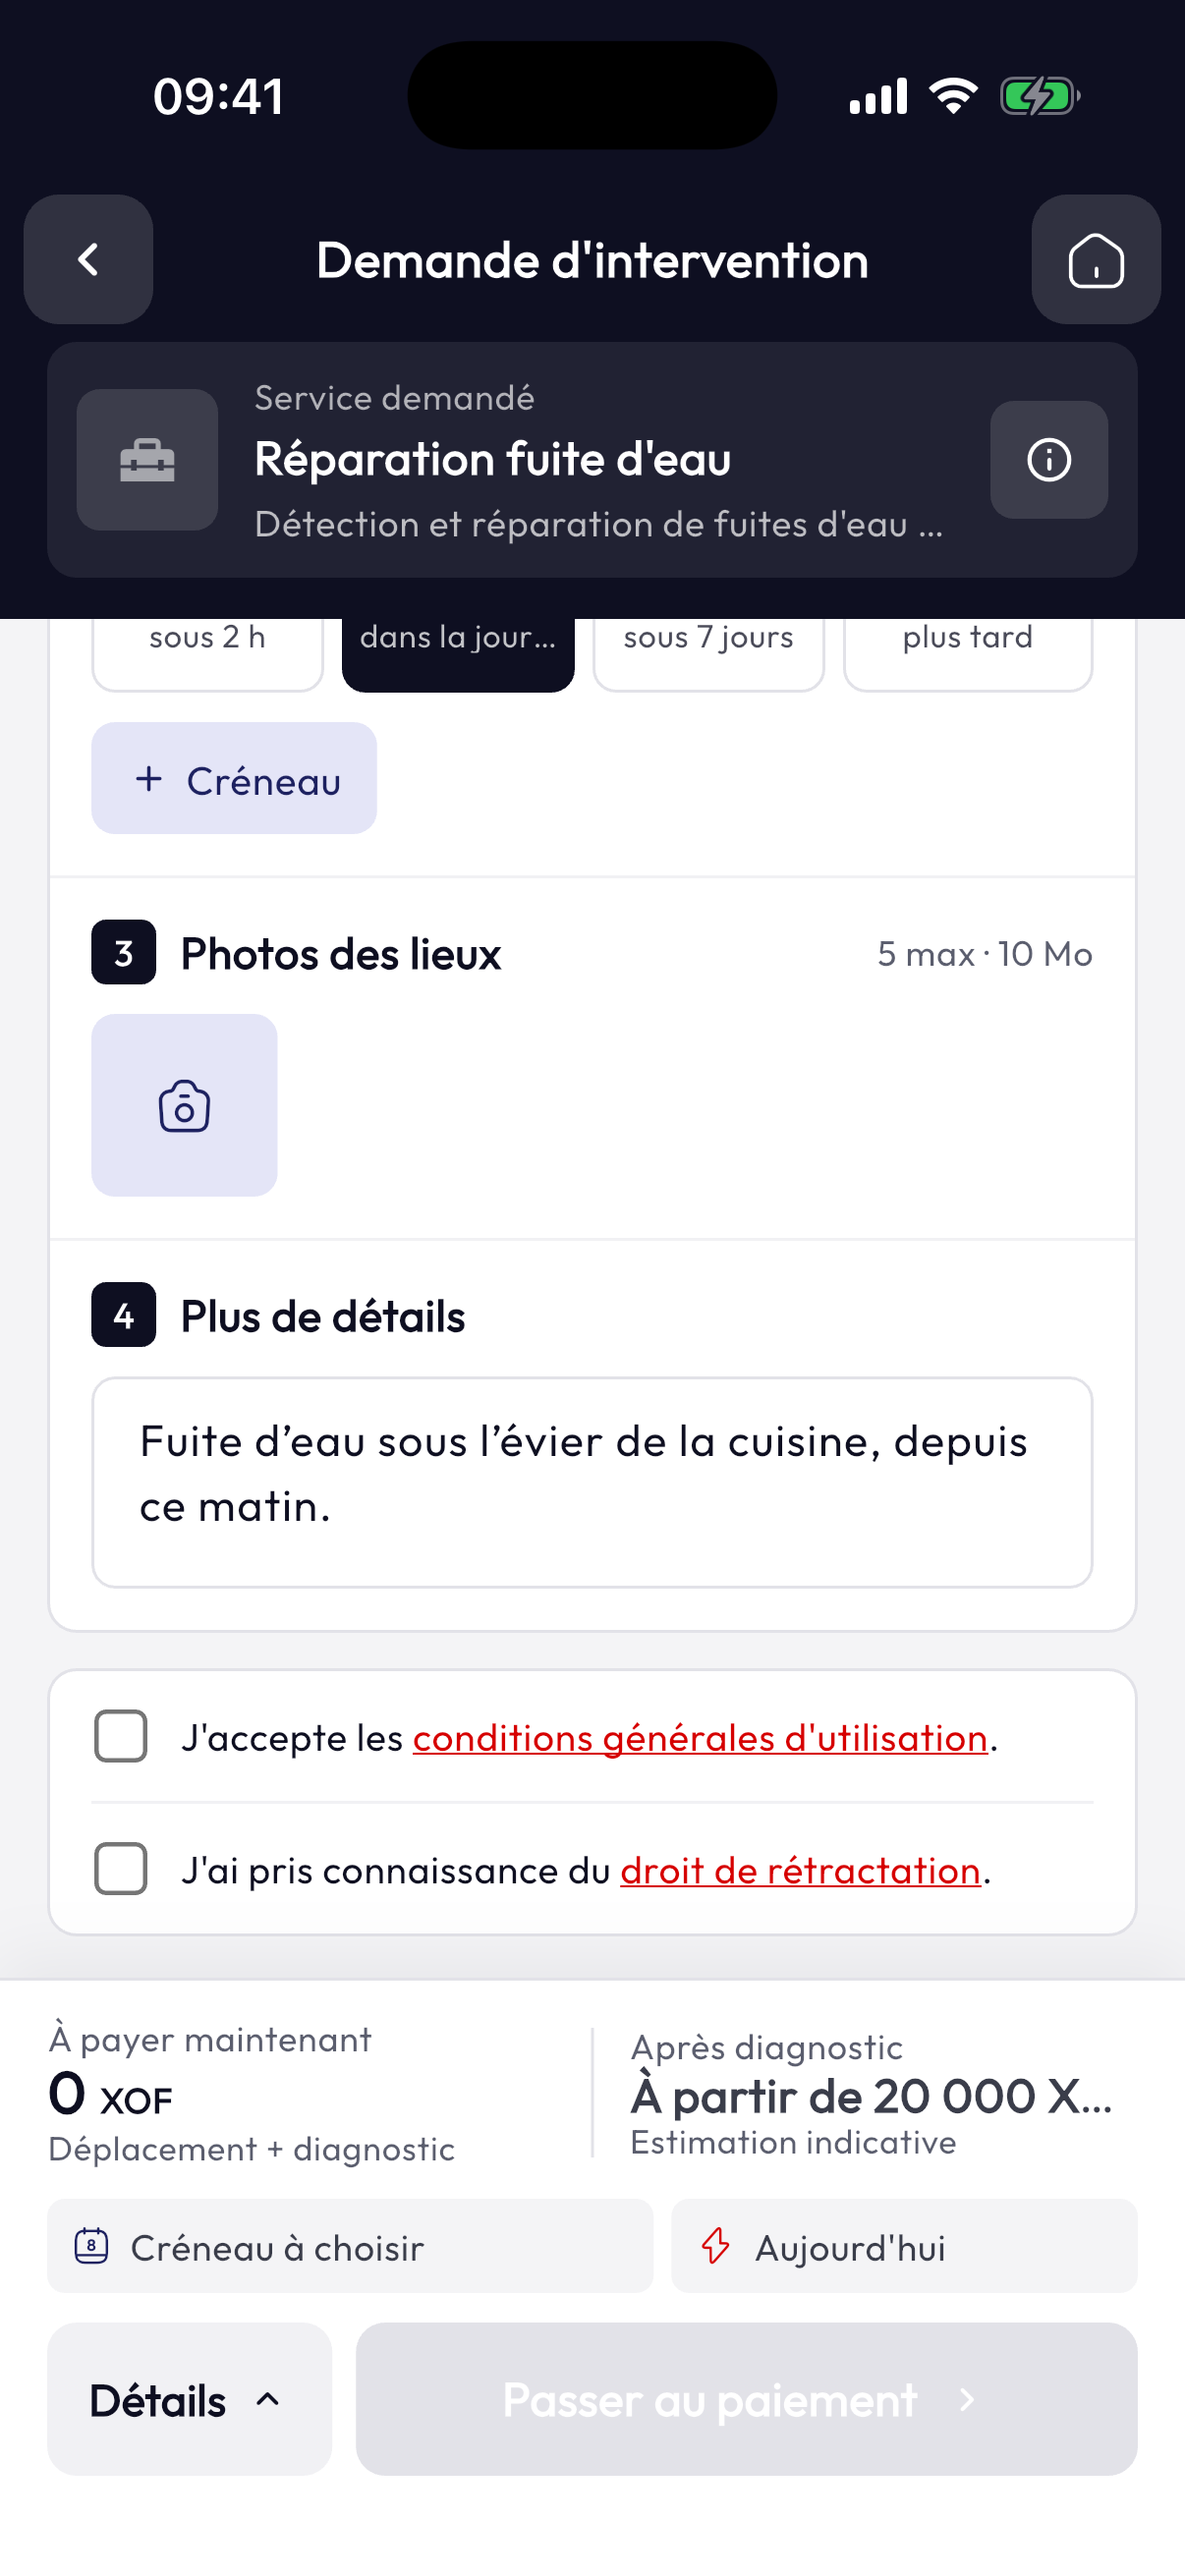 09:41
Demande d'intervention
Service demandé
Réparation fuite d'eau
Détection et réparation de fuites d'eau ...
sous 2 h
dans la jour...
sous 7 jours
plus tard
+ Créneau
3 Photos des lieux
5 max · 10 Mo
4 Plus de détails
Fuite d’eau sous l’évier de la cuisine, depuis
ce matin.
J'accepte les conditions générales d'utilisation.
J'ai pris connaissance du droit de rétractation.
À payer maintenant
0 XOF
Déplacement + diagnostic
Après diagnostic
À partir de 20 000 X...
Estimation indicative
8 Créneau à choisir
Aujourd'hui
Détails
Passer au paiement